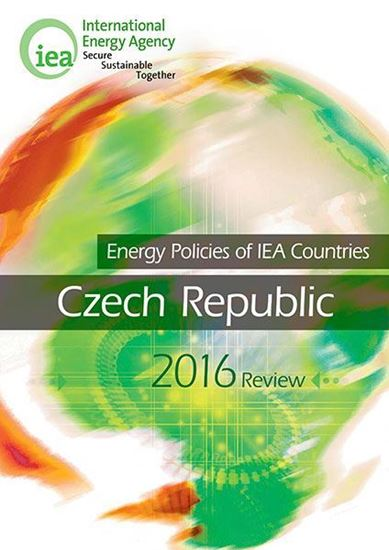 iea
International
Energy Agency
Secure
Sustainable
Together
Energy Policies of IEA Countries
Czech Republic
2016 Review